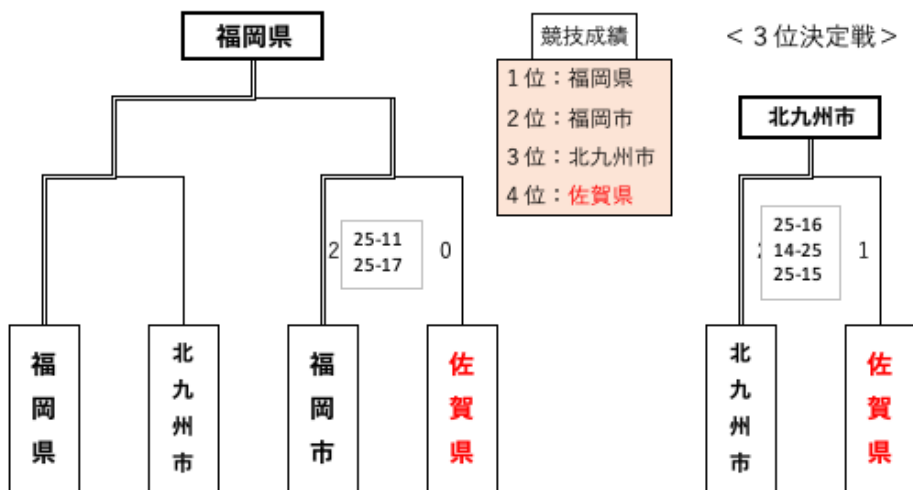 福岡県
競技成績
<３位決定戦>
1位：福岡県
2位：福岡市
3位：北九州市
4位：佐賀県
北九州市
2
25-11
25-17
0
25-16
14-25
25-15
1
福岡県
北九州市
福岡市
佐賀県
北九州市
佐賀県